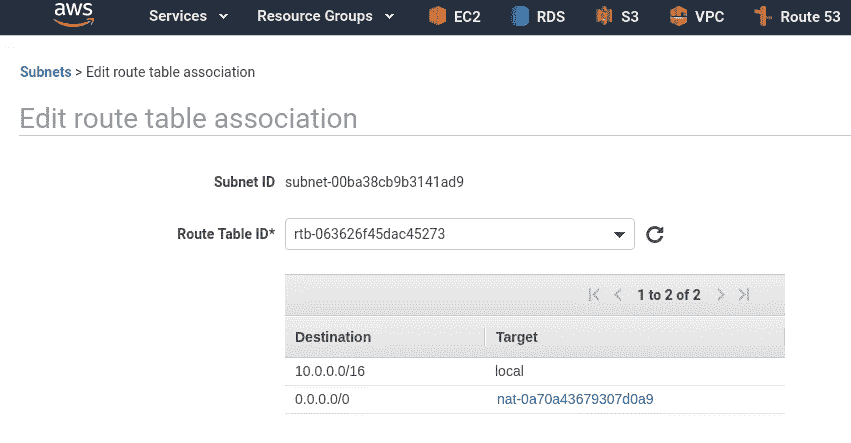 aws Services Resource Groups EC2 RDS S3 VPC Route 53
Subnets > Edit route table association
Edit route table association
Subnet ID subnet-00ba38cb9b3141ad9
Route Table ID* rtb-063626f45dac45273
1 to 2 of 2
Destination Target
10.0.0.0/16 local
0.0.0.0/0 nat-0a70a43679307d0a9